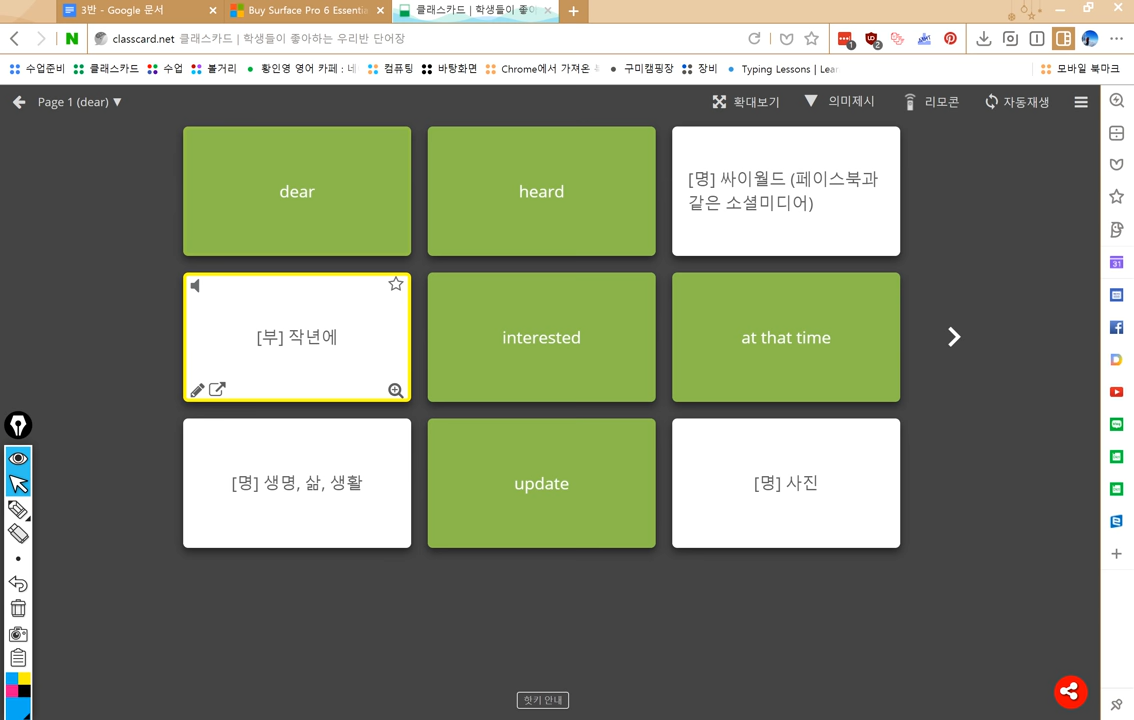 3반 - Google 문서
Buy Surface Pro 6 Essentia
클래스카드 | 학생들이 좋아
classcard.net 클래스카드 | 학생들이 좋아하는 우리반 단어장
수업준비
클래스카드
수업
볼거리
황인영 영어 카페 : 네
컴퓨팅
바탕화면
Chrome에서 가져온
구미캠핑장
장비
Typing Lessons | Lear
모바일 북마크
Page 1 (dear) ▼
확대보기
의미제시
리모콘
자동재생
dear
heard
[명] 싸이월드 (페이스북과
같은 소셜미디어)
[부] 작년에
interested
at that time
[명] 생명, 삶, 생활
update
[명] 사진
핫키 안내